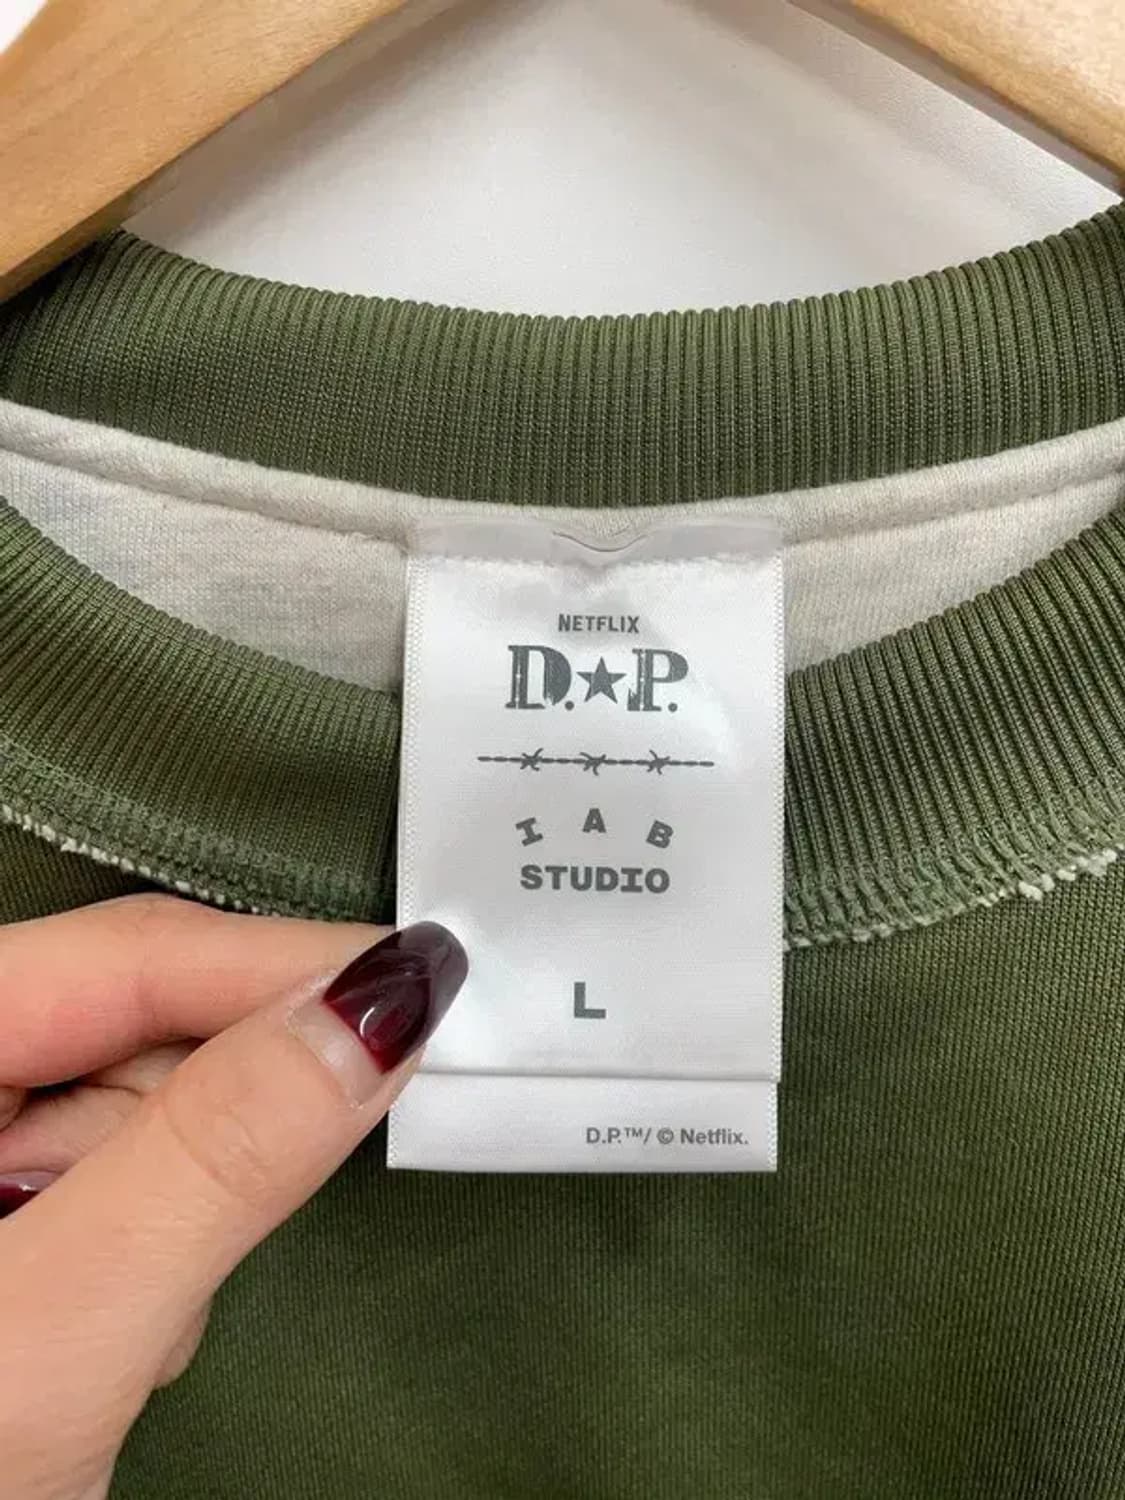 NETFLIX
D.★P.
I A B
STUDIO
L
D.P.™/ © Netflix.